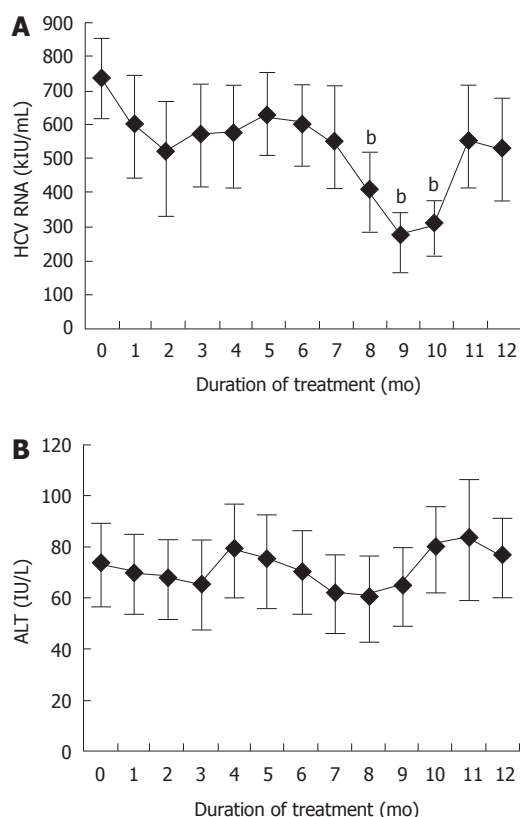 A
900
800
700
600
500
400
300
200
100
0
HCV RNA (kIU/mL)
b
b
b
0 1 2 3 4 5 6 7 8 9 10 11 12
Duration of treatment (mo)
B
120
100
80
60
40
20
0
ALT (IU/L)
0 1 2 3 4 5 6 7 8 9 10 11 12
Duration of treatment (mo)